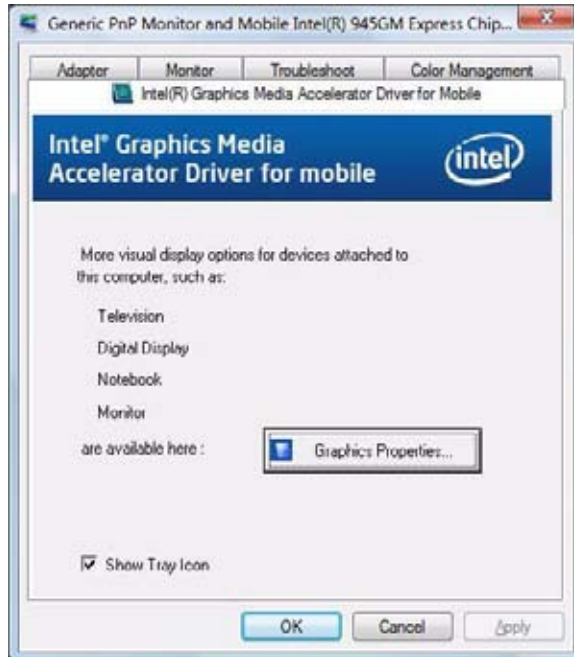 Generic PnP Monitor and Mobile Intel(R) 945GM Express Chip...
Adapter Monitor Troubleshoot Color Management
Intel(R) Graphics Media Accelerator Driver for Mobile
Intel® Graphics Media
Accelerator Driver for mobile
intel
More visual display options for devices attached to
this computer, such as:
Television
Digital Display
Notebook
Monitor
are available here :
Graphics Properties...
Show Tray Icon
OK Cancel Apply